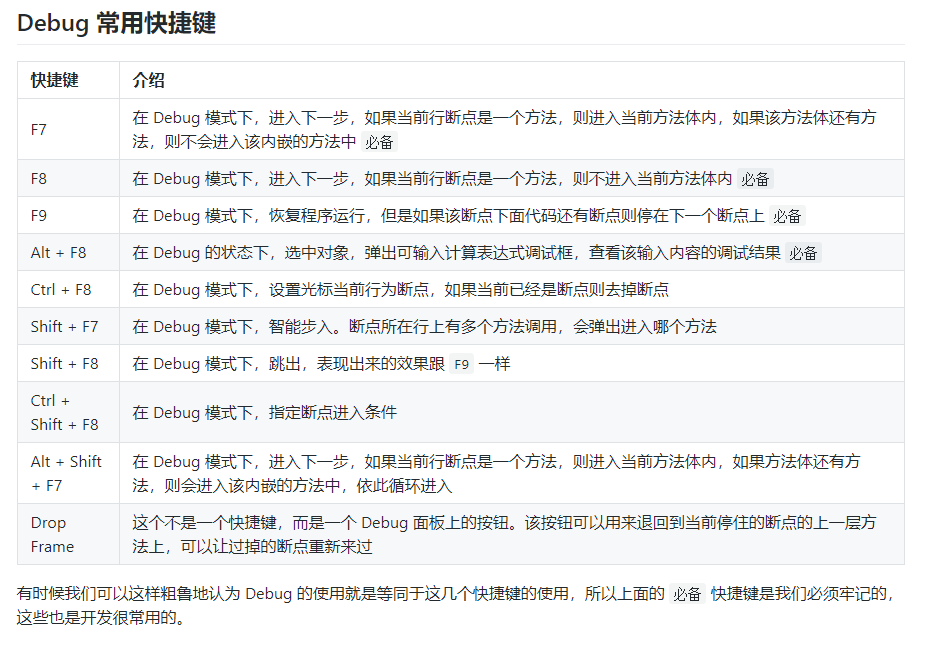 Debug 常用快捷键
快捷键 介绍
F7 在 Debug 模式下，进入下一步，如果当前行断点是一个方法，则进入当前方法体内，如果该方法体还有方
法，则不会进入该内嵌的方法中 必备
F8 在 Debug 模式下，进入下一步，如果当前行断点是一个方法，则不进入当前方法体内 必备
F9 在 Debug 模式下，恢复程序运行，但是如果该断点下面代码还有断点则停在下一个断点上 必备
Alt + F8 在 Debug 的状态下，选中对象，弹出可输入计算表达式调试框，查看该输入内容的调试结果 必备
Ctrl + F8 在 Debug 模式下，设置光标当前行为断点，如果当前已经是断点则去掉断点
Shift + F7 在 Debug 模式下，智能步入。断点所在行上有多个方法调用，会弹出进入哪个方法
Shift + F8 在 Debug 模式下，跳出，表现出来的效果跟 F9 一样
Ctrl +
Shift + F8 在 Debug 模式下，指定断点进入条件
Alt + Shift 在 Debug 模式下，进入下一步，如果当前行断点是一个方法，则进入当前方法体内，如果方法体还有方
+ F7 法，则会进入该内嵌的方法中，依此循环进入
Drop 这个不是一个快捷键，而是一个 Debug 面板上的按钮。该按钮可以用来退回到当前停住的断点的上一层方
Frame 法上，可以让过掉的断点重新来过
有时候我们可以这样粗鲁地认为 Debug 的使用就是等同于这几个快捷键的使用，所以上面的 必备 快捷键是我们必须牢记的，
这些也是开发很常用的。